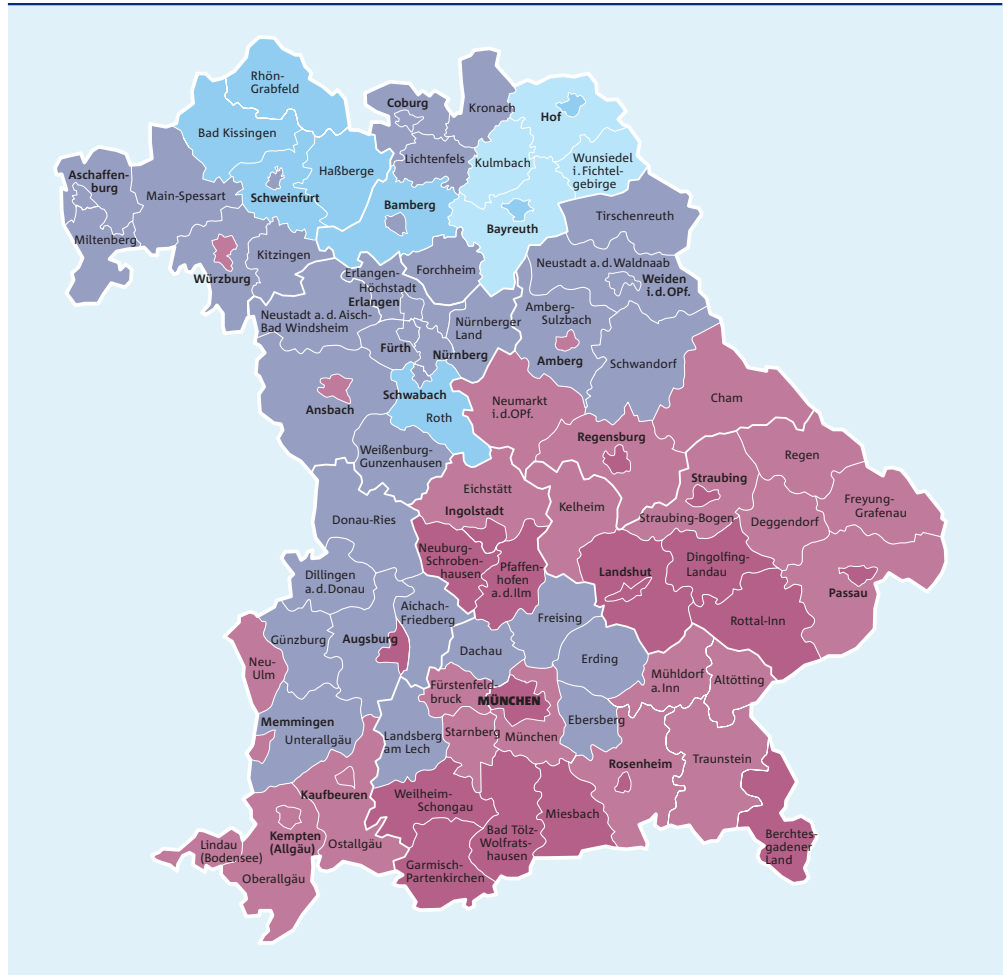 Rhön-
Grabfeld
Coburg
Kronach
Hof
Bad Kissingen
Lichtenfels
Kulmbach
Wunsiedel
i. Fichtel-
gebirge
Aschaffen-
burg
Main-Spessart
Haßberge
Schweinfurt
Bamberg
Tirschenreuth
Bayreuth
Miltenberg
Kitzingen
Würzburg
Erlangen-
Höchstadt
Forchheim
Neustadt a. d. Waldnaab
Weiden
i. d. OPf.
Erlangen
Neustadt a. d. Aisch-
Bad Windsheim
Nürnberger
Land
Amberg-
Sulzbach
Fürth
Nürnberg
Amberg
Schwandorf
Ansbach
Schwabach
Roth
Neumarkt
i. d. OPf.
Cham
Regensburg
Weißenburg-
Gunzenhausen
Regen
Eichstätt
Straubing
Ingolstadt
Kelheim
Freyung-
Grafenau
Donau-Ries
Straubing-Bogen
Deggendorf
Neuburg-
Schroben-
hausen
Pfaffen-
hofen
a. d. Ilm
Dingolfing-
Landau
Landshut
Dillingen
a. d. Donau
Passau
Aichach-
Friedberg
Freising
Rottal-Inn
Günzburg
Augsburg
Dachau
Erding
Neu-
Ulm
Mühldorf
a. Inn
Altötting
Fürstenfeld-
bruck
MÜNCHEN
Memmingen
Unterallgäu
Landsberg
am Lech
Starnberg
München
Ebersberg
Rosenheim
Traunstein
Kaufbeuren
Weilheim-
Schongau
Miesbach
Bad Tölz-
Wolfrats-
hausen
Berchtes-
gadener
Land
Kempten
(Allgäu)
Ostallgäu
Lindau
(Bodensee)
Garmisch-
Partenkirchen
Oberallgäu